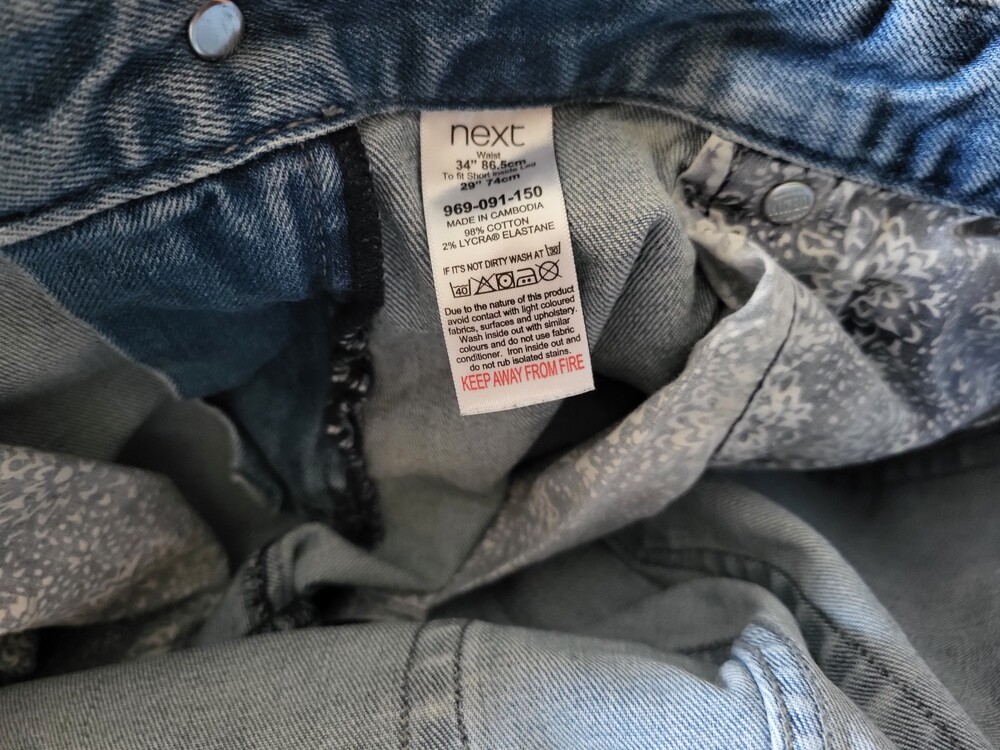 next
Waist
34" 86.5cm
To fit Short Inside Leg
29" 74cm
969-091-150
MADE IN CAMBODIA
98% COTTON
2% LYCRA® ELASTANE
IF IT'S NOT DIRTY WASH AT 30
40
Due to the nature of this product
avoid contact with light coloured
fabrics, surfaces and upholstery.
Wash inside out with similar
colours and do not use fabric
conditioner. Iron inside out and
do not rub isolated stains.
KEEP AWAY FROM FIRE